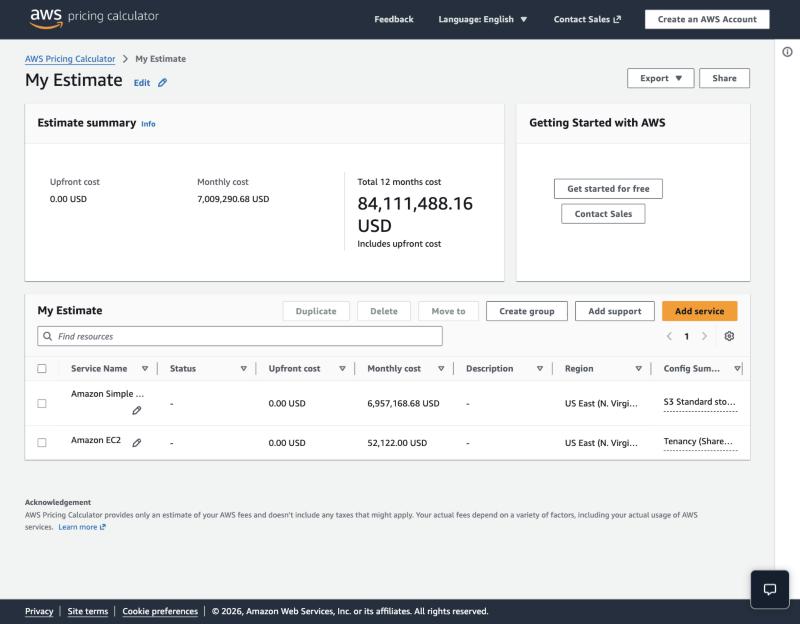 aws pricing calculator
Feedback
Language: English
Contact Sales
Create an AWS Account
AWS Pricing Calculator
My Estimate
My Estimate
Edit
Export
Share
Estimate summary Info
Upfront cost
0.00 USD
Monthly cost
7,009,290.68 USD
Total 12 months cost
84,111,488.16
USD
Includes upfront cost
Getting Started with AWS
Get started for free
Contact Sales
My Estimate
Duplicate
Delete
Move to
Create group
Add support
Add service
Find resources
1
Service Name
Status
Upfront cost
Monthly cost
Description
Region
Config Sum...
Amazon Simple ...
-
0.00 USD
6,957,168.68 USD
-
US East (N. Virgi...
S3 Standard sto...
Amazon EC2
-
0.00 USD
52,122.00 USD
-
US East (N. Virgi...
Tenancy (Share...
Acknowledgement
AWS Pricing Calculator provides only an estimate of your AWS fees and doesn't include any taxes that might apply. Your actual fees depend on a variety of factors, including your actual usage of AWS
services. Learn more
Privacy | Site terms | Cookie preferences | © 2026, Amazon Web Services, Inc. or its affiliates. All rights reserved.